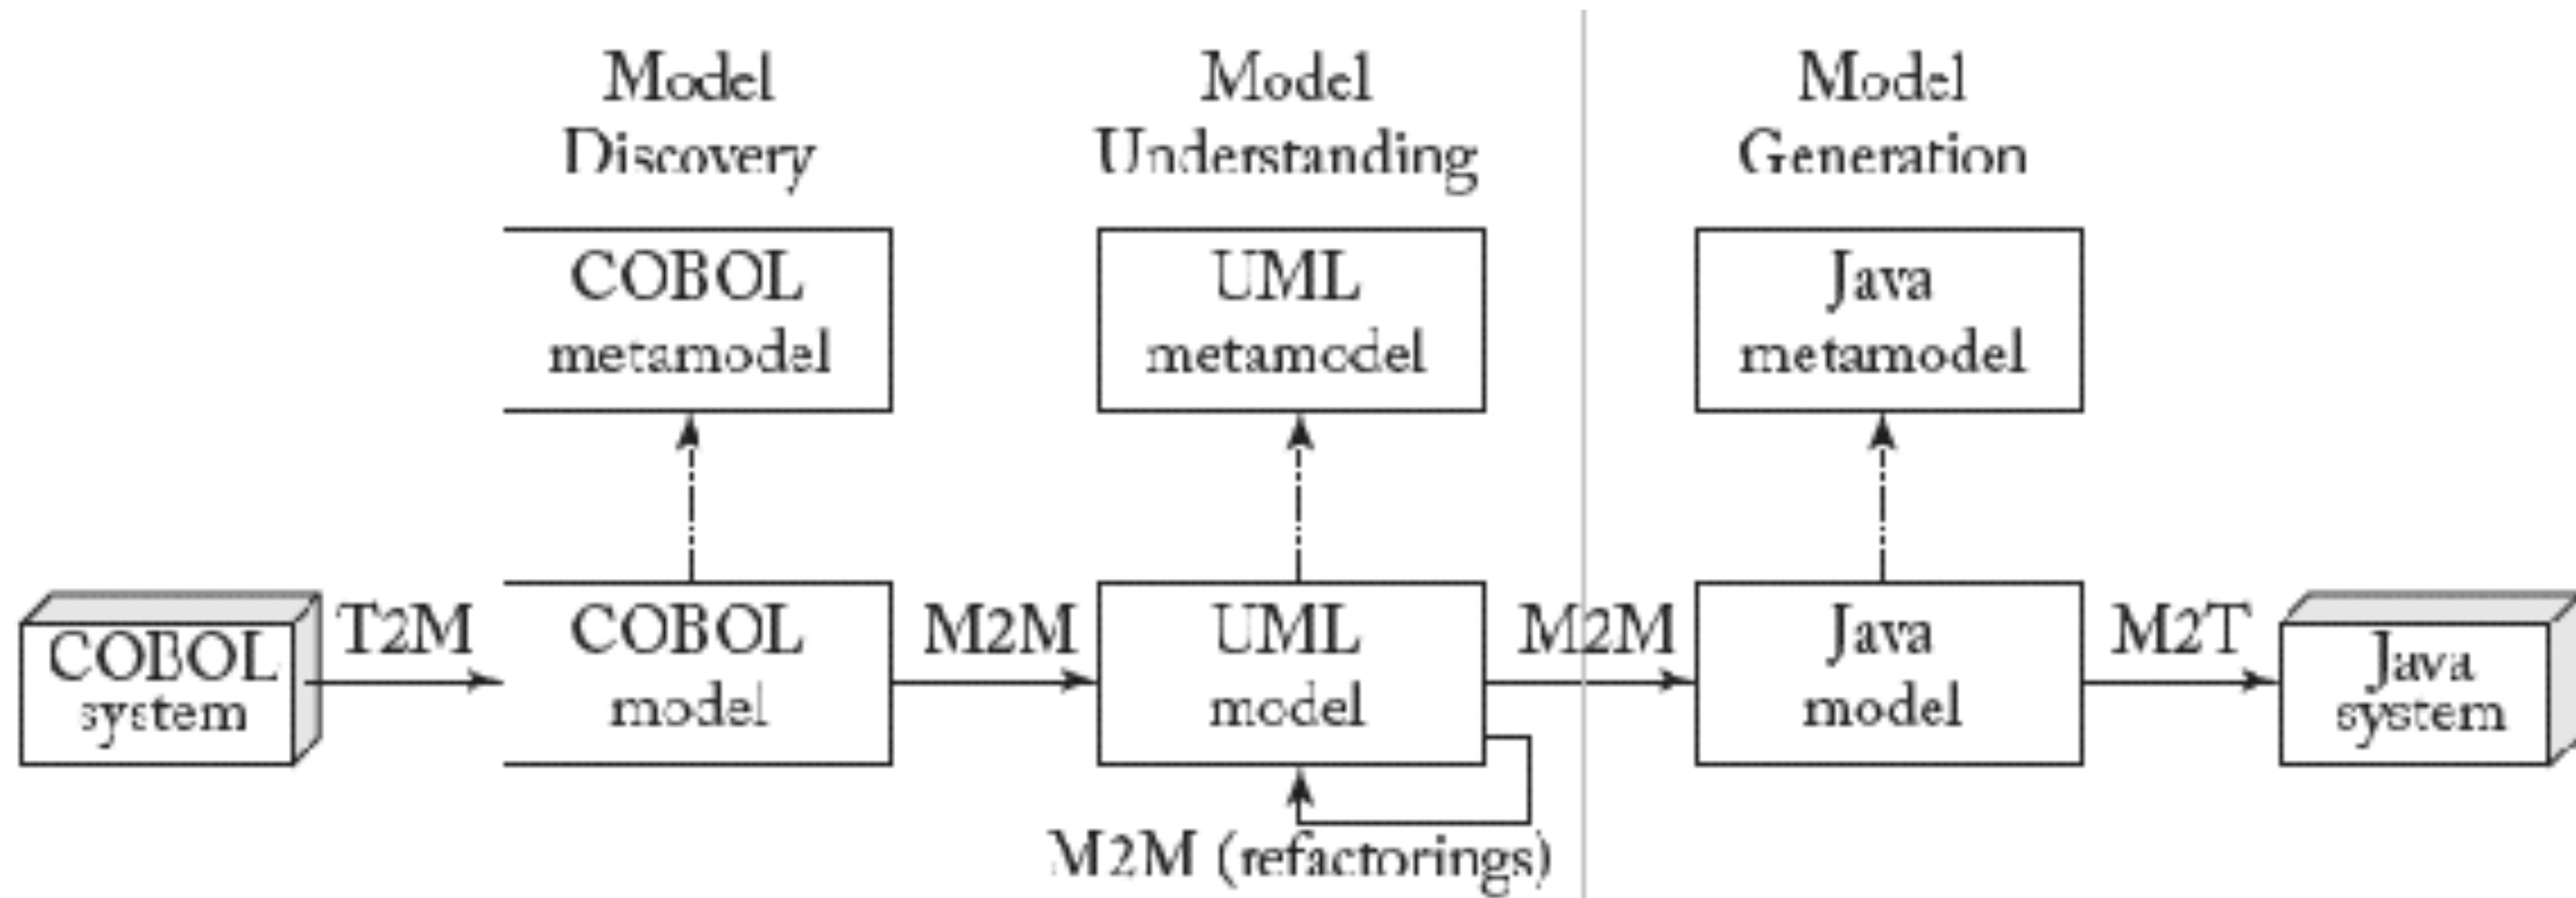 Model
Discovery
Model
Understanding
Model
Generation
COBOL
metamodel
UML
metamodel
Java
metamodel
COBOL
system
T2M
COBOL
model
M2M
UML
model
M2M
Java
model
M2T
Java
system
M2M (refactorings)